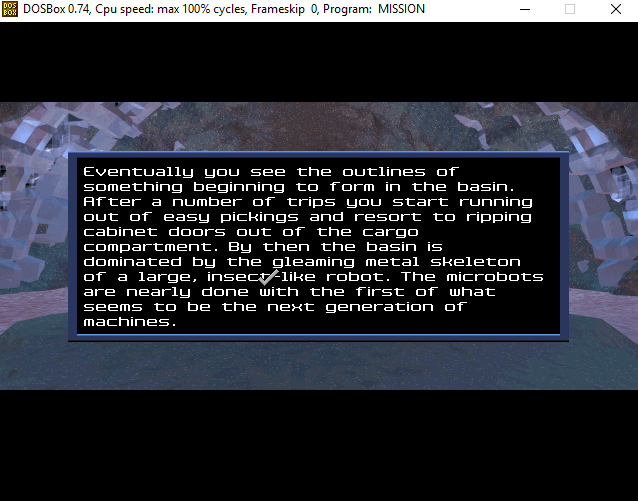 DOS
BOX
DOSBox 0.74, Cpu speed: max 100% cycles, Frameskip 0, Program: MISSION
Eventually you see the outlines of
something beginning to form in the basin.
After a number of trips you start running
out of easy pickings and resort to ripping
cabinet doors out of the cargo
compartment. By then the basin is
dominated by the gleaming metal skeleton
of a large, insect-like robot. The microbots
are nearly done with the first of what
seems to be the next generation of
machines.